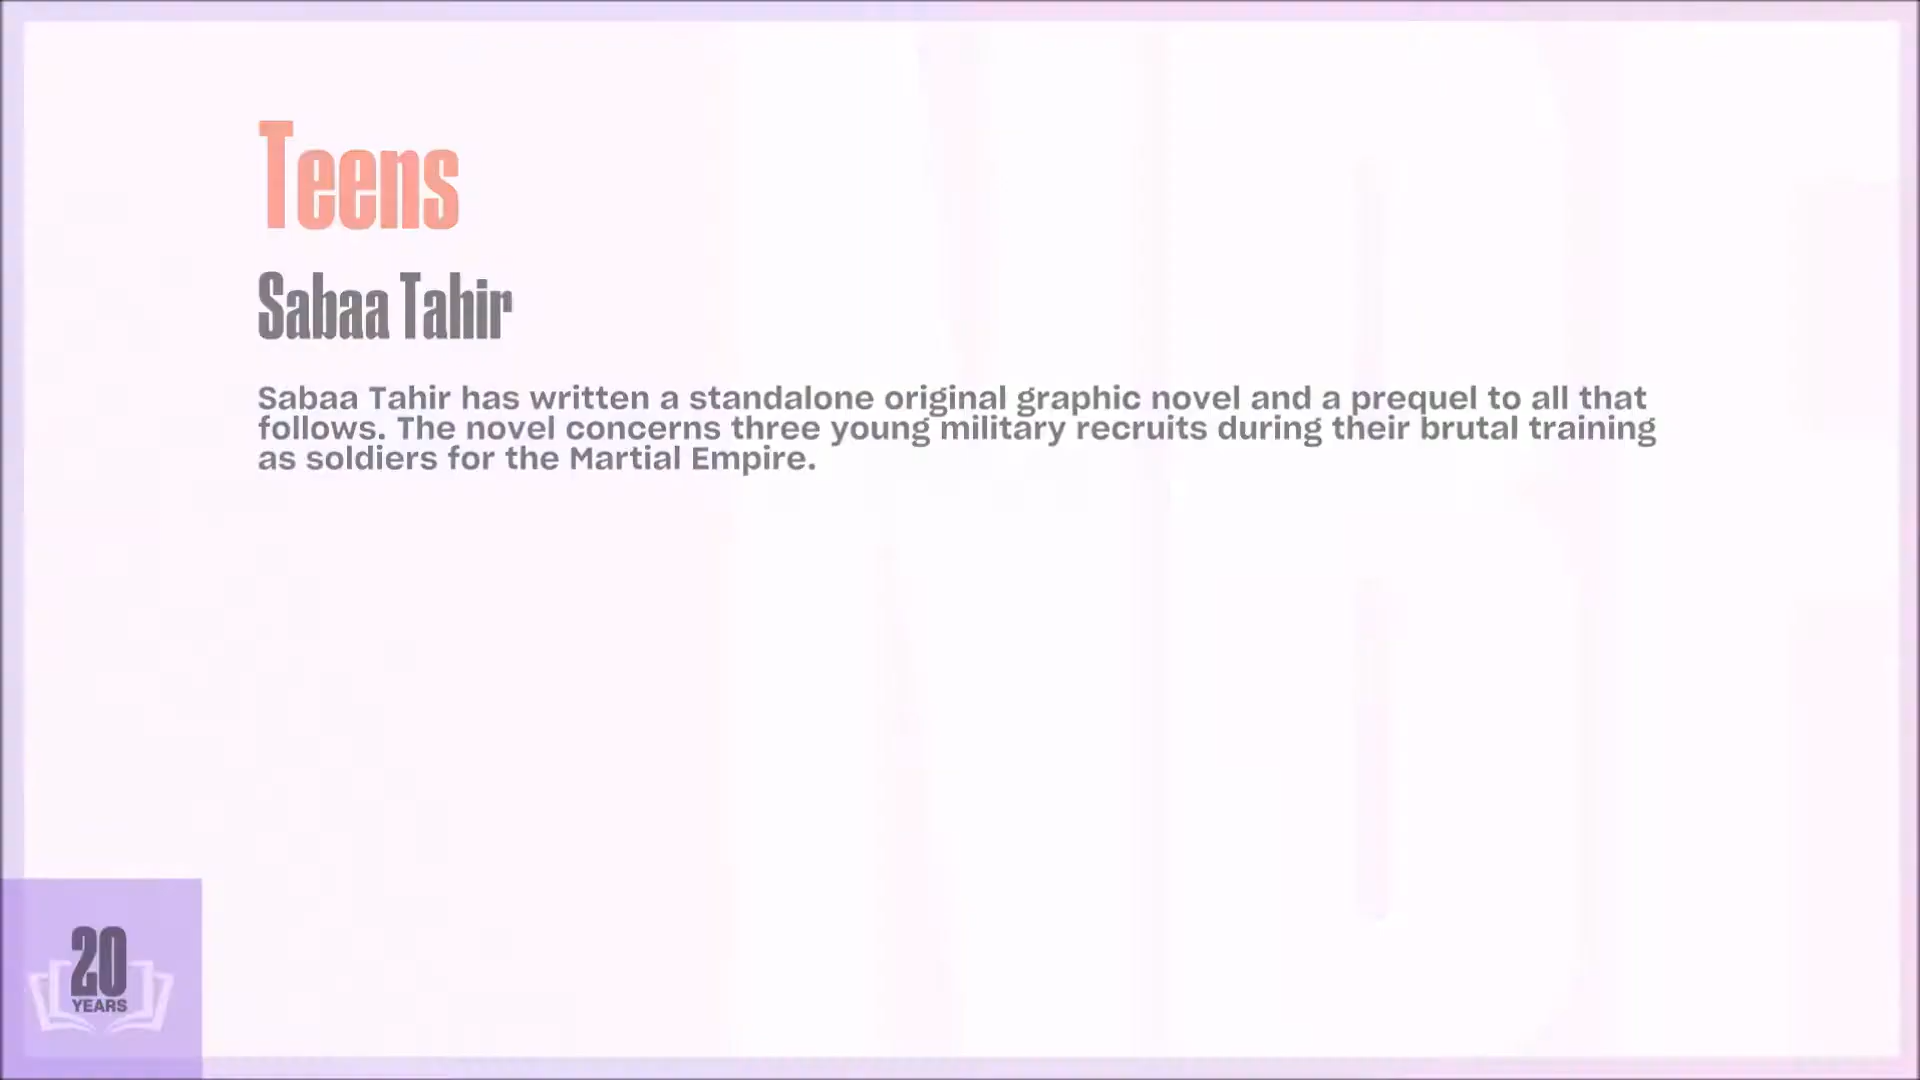 Teens
Sabaa Tahir
Sabaa Tahir has written a standalone original graphic novel and a prequel to all that
follows. The novel concerns three young military recruits during their brutal training
as soldiers for the Martial Empire.
20
YEARS